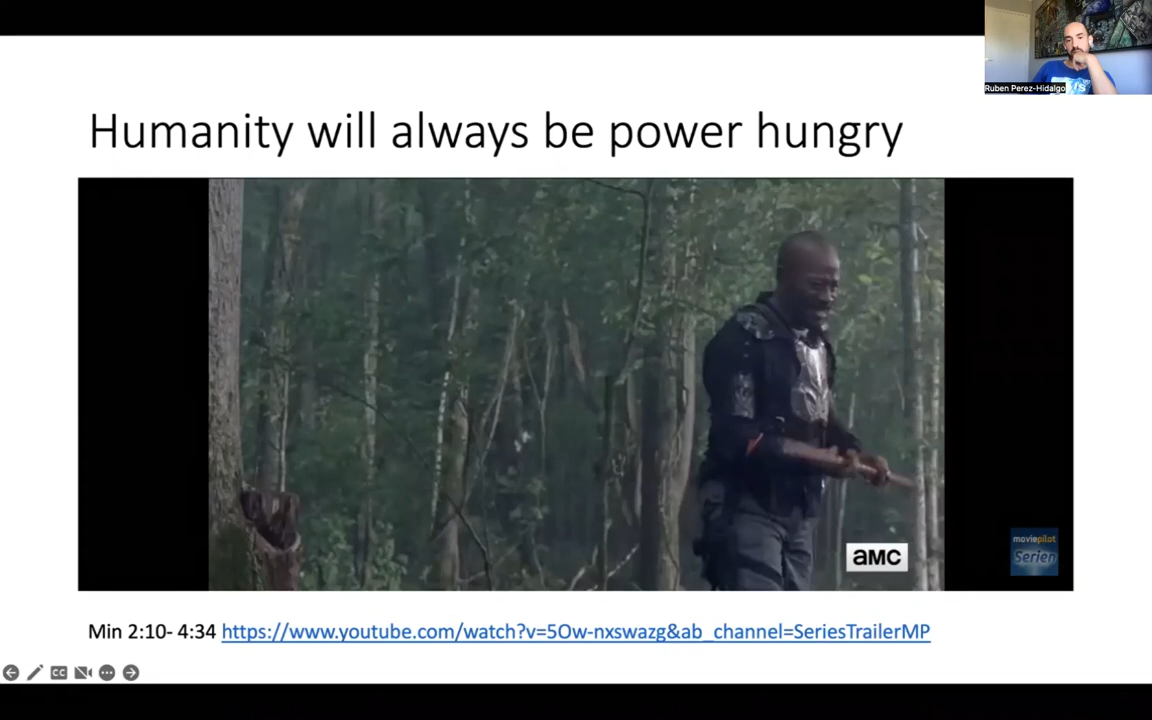 Ruben Perez-Hidalgo
Humanity will always be power hungry
aMC
moviepilot
Serien
Min 2:10- 4:34 https://www.youtube.com/watch?v=5Ow-nxswazg&ab_channel=SeriesTrailerMP
CC